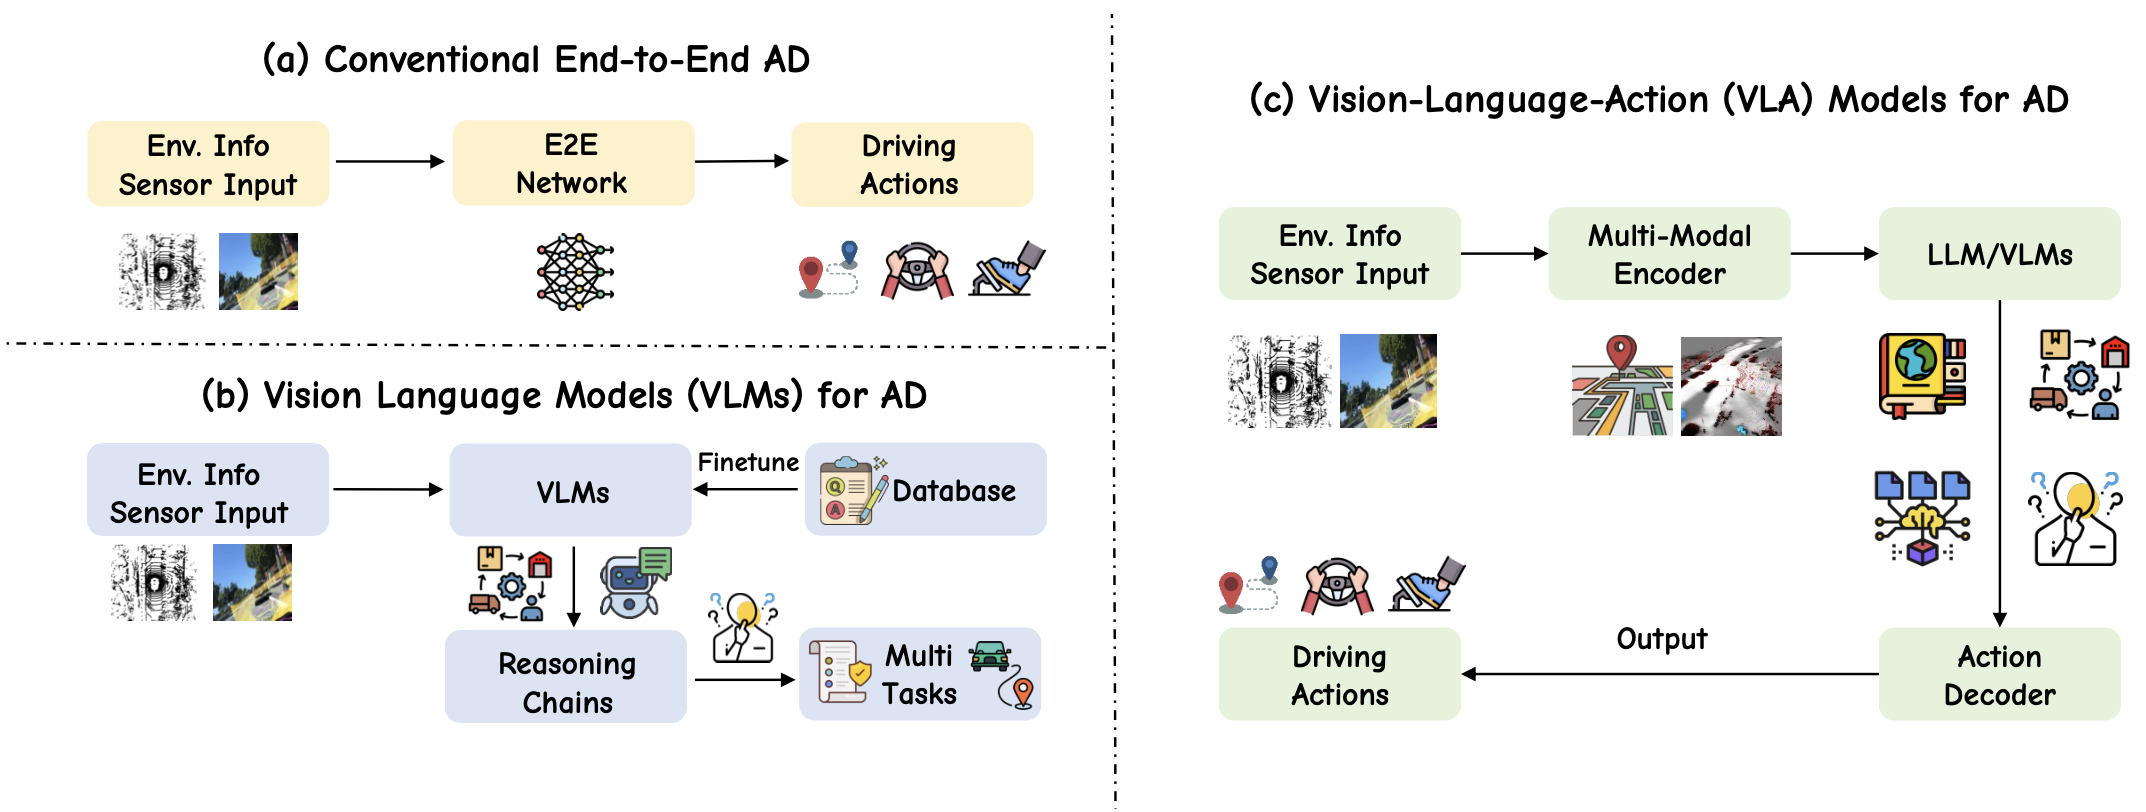 (a) Conventional End-to-End AD
Env. Info
Sensor Input
E2E
Network
Driving
Actions
(b) Vision Language Models (VLMs) for AD
Env. Info
Sensor Input
VLMs
Finetune
Q
A
Database
Reasoning
Chains
Multi
Tasks
(c) Vision-Language-Action (VLA) Models for AD
Env. Info
Sensor Input
Multi-Modal
Encoder
LLM/VLMs
Action
Decoder
Output
Driving
Actions